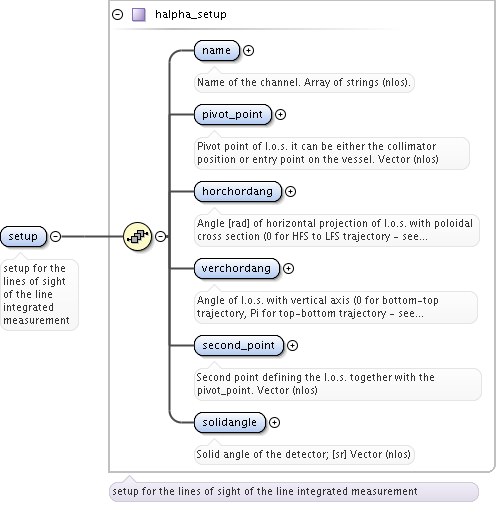 halpha_setup
name
Name of the channel. Array of strings (nlos).
pivot_point
Pivot point of l.o.s. it can be either the collimator
position or entry point on the vessel. Vector (nlos)
horchordang
Angle [rad] of horizontal projection of l.o.s. with poloidal
cross section (0 for HFS to LFS trajectory - see...
setup
setup for the
lines of sight
of the line
integrated
measurement
verchordang
Angle of l.o.s. with vertical axis (0 for bottom-top
trajectory, Pi for top-bottom trajectory - see...
second_point
Second point defining the l.o.s. together with the
pivot_point. Vector (nlos)
solidangle
Solid angle of the detector; [sr] Vector (nlos)
setup for the lines of sight of the line integrated measurement